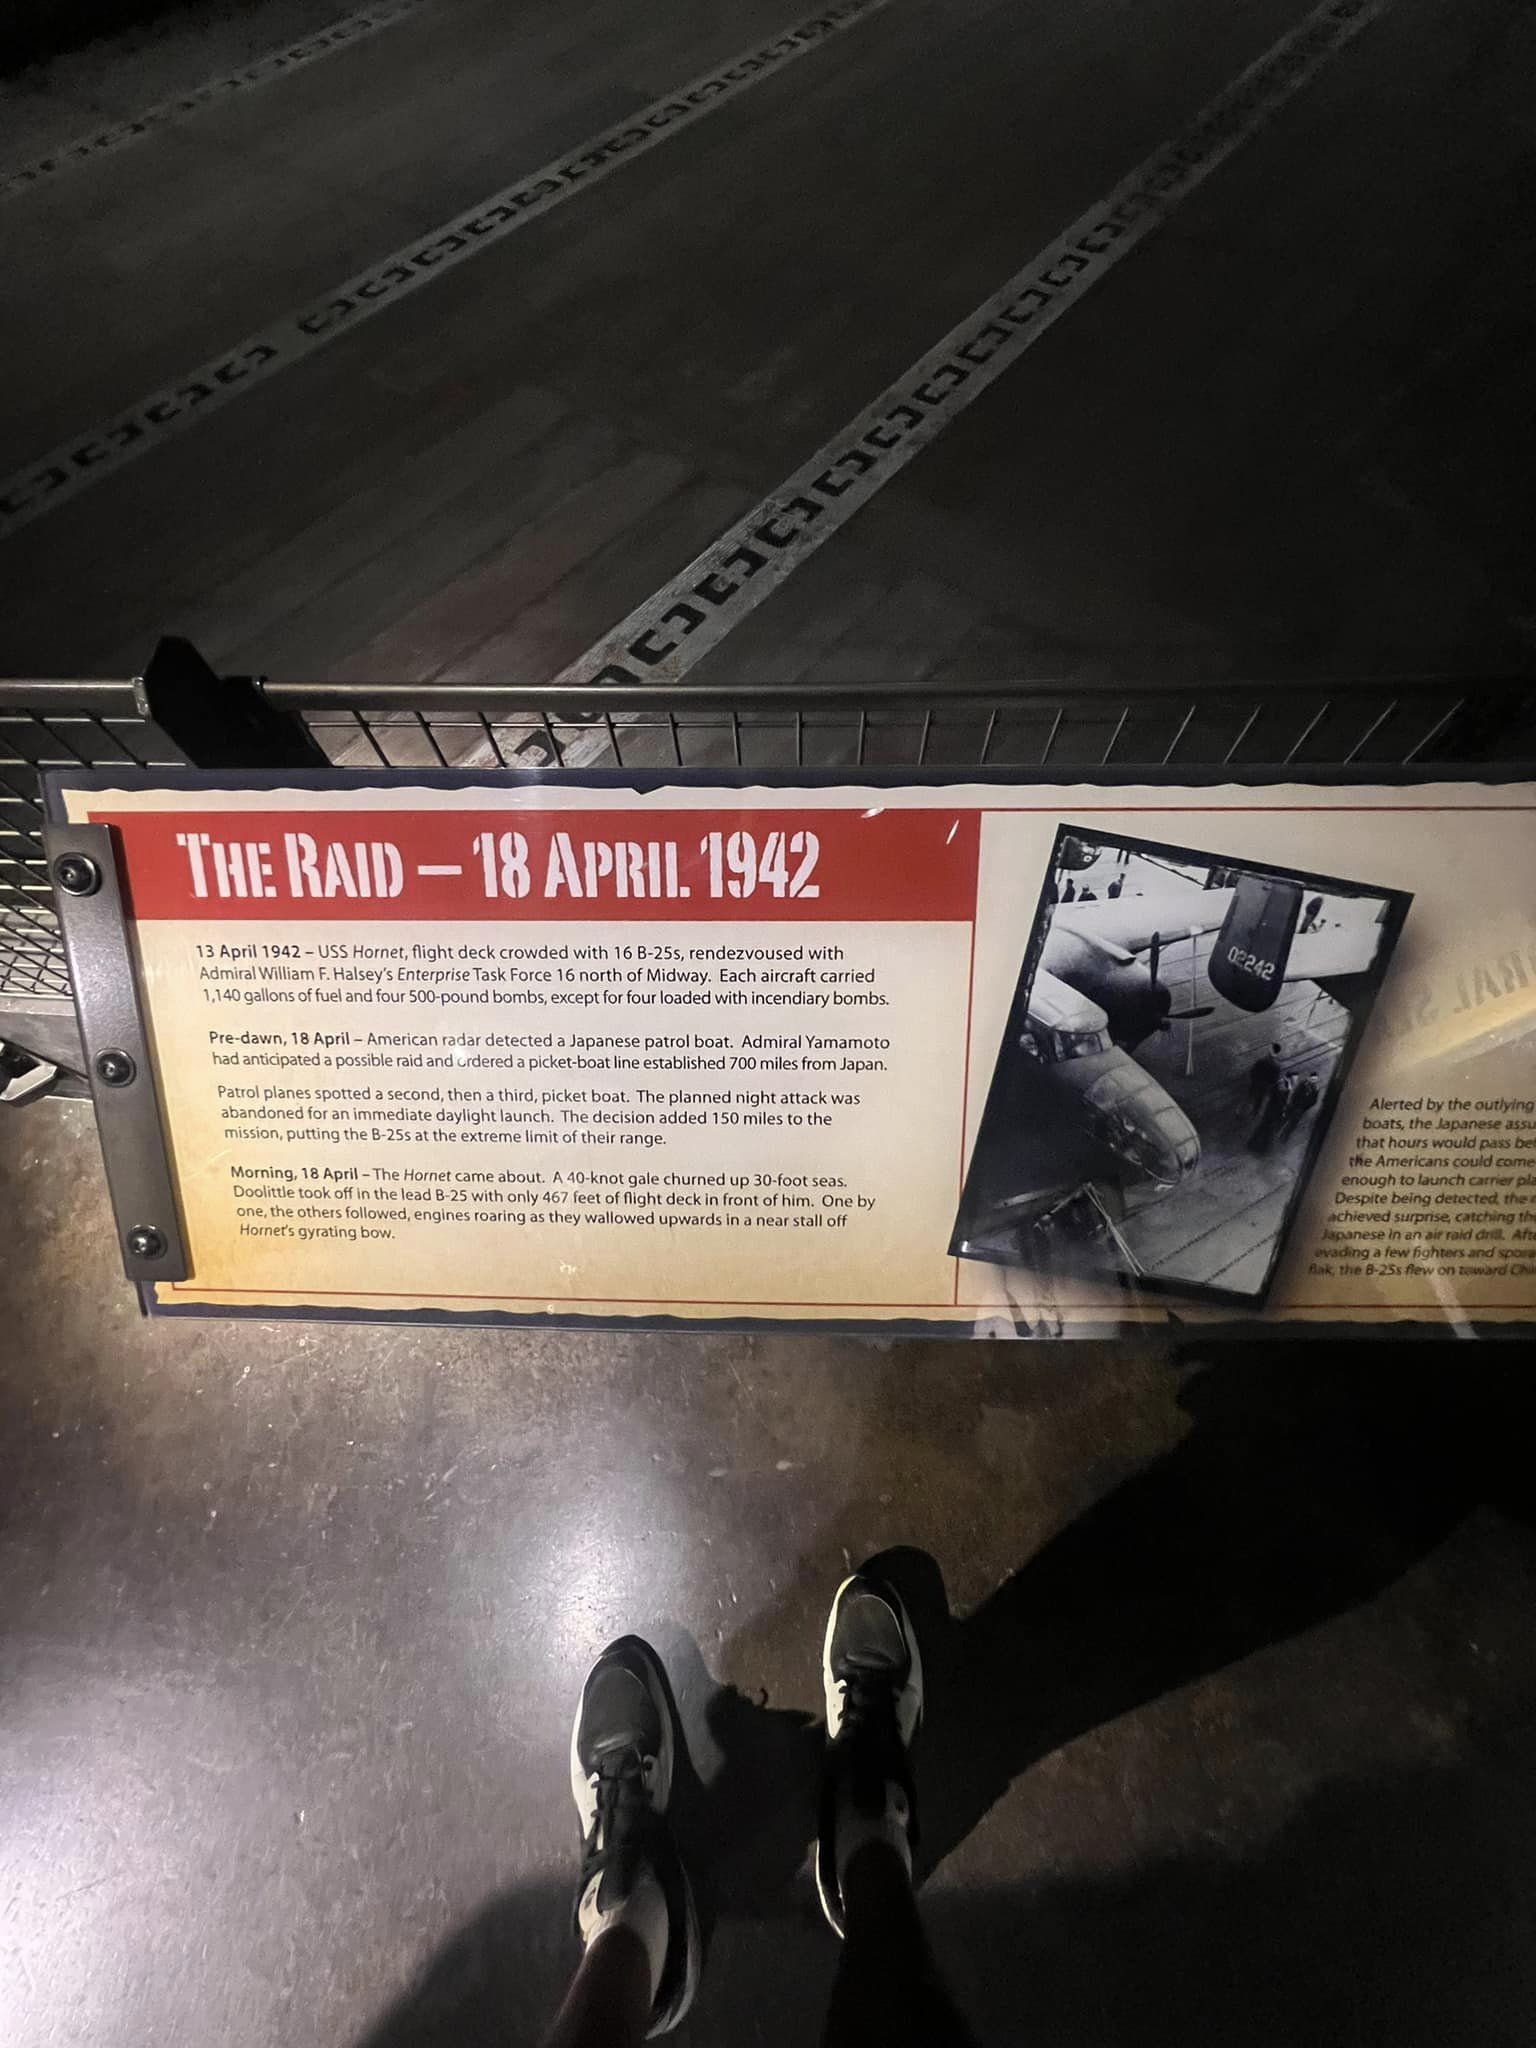 THE RAID – 18 APRIL 1942
13 April 1942 – USS Hornet, flight deck crowded with 16 B-25s, rendezvoused with
Admiral William F. Halsey's Enterprise Task Force 16 north of Midway. Each aircraft carried
1,140 gallons of fuel and four 500-pound bombs, except for four loaded with incendiary bombs.
Pre-dawn, 18 April – American radar detected a Japanese patrol boat. Admiral Yamamoto
had anticipated a possible raid and ordered a picket-boat line established 700 miles from Japan.
Patrol planes spotted a second, then a third, picket boat. The planned night attack was
abandoned for an immediate daylight launch. The decision added 150 miles to the
mission, putting the B-25s at the extreme limit of their range.
Morning, 18 April – The Hornet came about. A 40-knot gale churned up 30-foot seas.
Doolittle took off in the lead B-25 with only 467 feet of flight deck in front of him. One by
one, the others followed, engines roaring as they wallowed upwards in a near stall off
Hornet's gyrating bow.
02242
Alerted by the outlying
boats, the Japanese
that hours would pass
the Americans could come
enough to launch carrier
Despite being detected, the
achieved surprise, catching
Japanese in an air raid drill.
evading a few fighters and
flak, the B-25s flew on toward